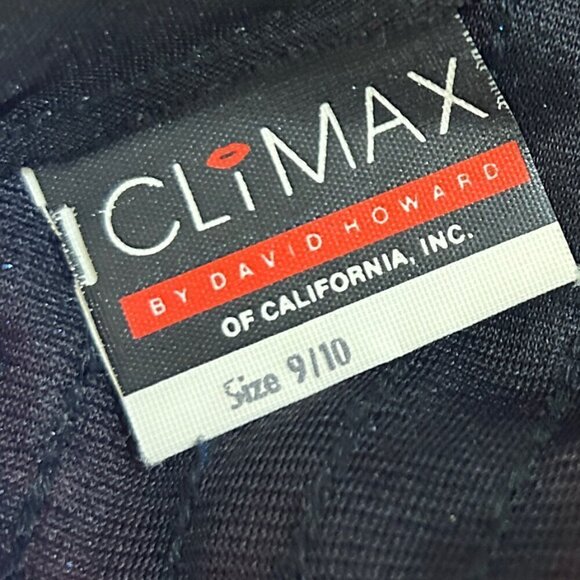 CLiMAX
BY DAVID HOWARD
OF CALIFORNIA, INC.
Size 9/10